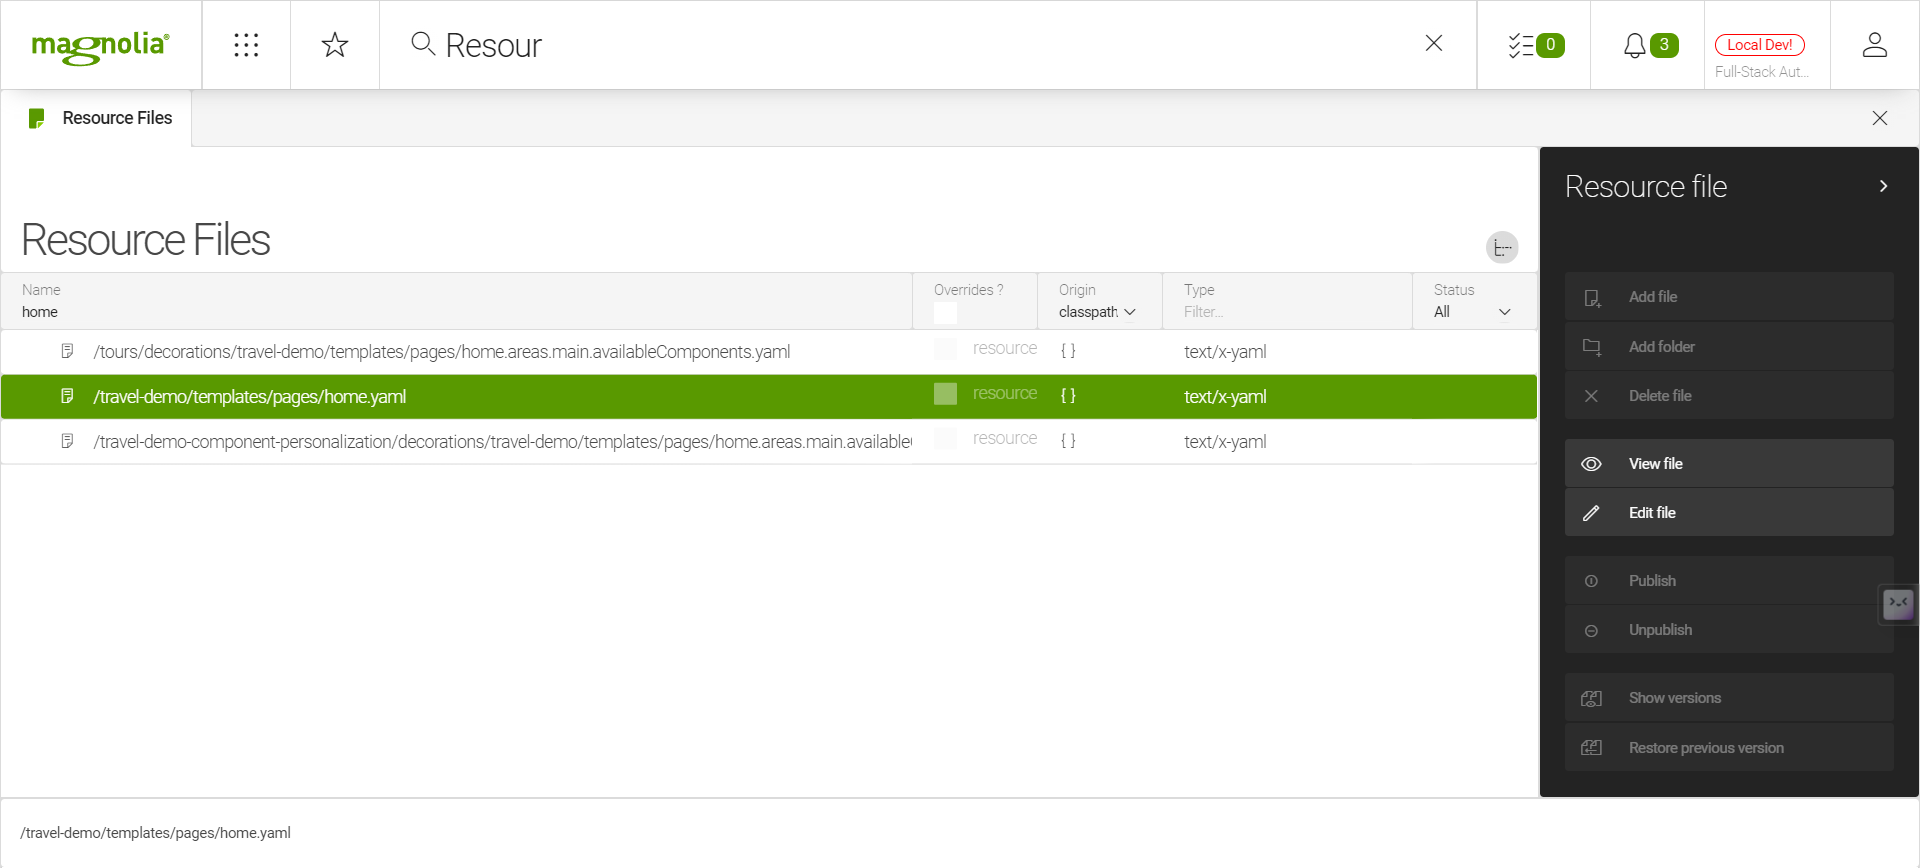 magnolia®
Resour
0
3
Local Dev!
Full-Stack Aut...
Resource Files
Resource Files
Name
home
Overrides ?
Origin
classpath
Type
Filter...
Status
All
/tours/decorations/travel-demo/templates/pages/home.areas.main.availableComponents.yaml
resource
{ }
text/x-yaml
/travel-demo/templates/pages/home.yaml
resource
{ }
text/x-yaml
/travel-demo-component-personalization/decorations/travel-demo/templates/pages/home.areas.main.available
resource
{ }
text/x-yaml
Resource file
Add file
Add folder
Delete file
View file
Edit file
Publish
Unpublish
Show versions
Restore previous version
/travel-demo/templates/pages/home.yaml